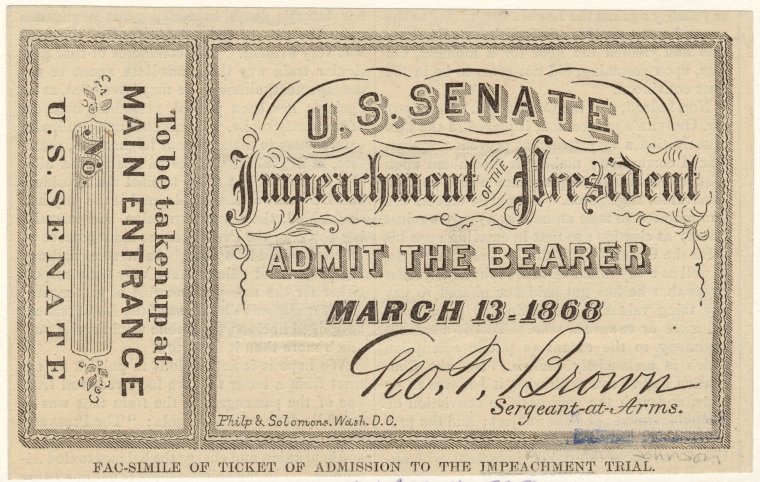 To be taken up at
MAIN ENTRANCE
No.
U.S. SENATE
U.S. SENATE
Impeachment OF THE President
ADMIT THE BEARER
MARCH 13-1868
Geo. T. Brown
Sergeant-at-Arms.
Philp & Solomons. Wash. D.C.
FAC-SIMILE OF TICKET OF ADMISSION TO THE IMPEACHMENT TRIAL.